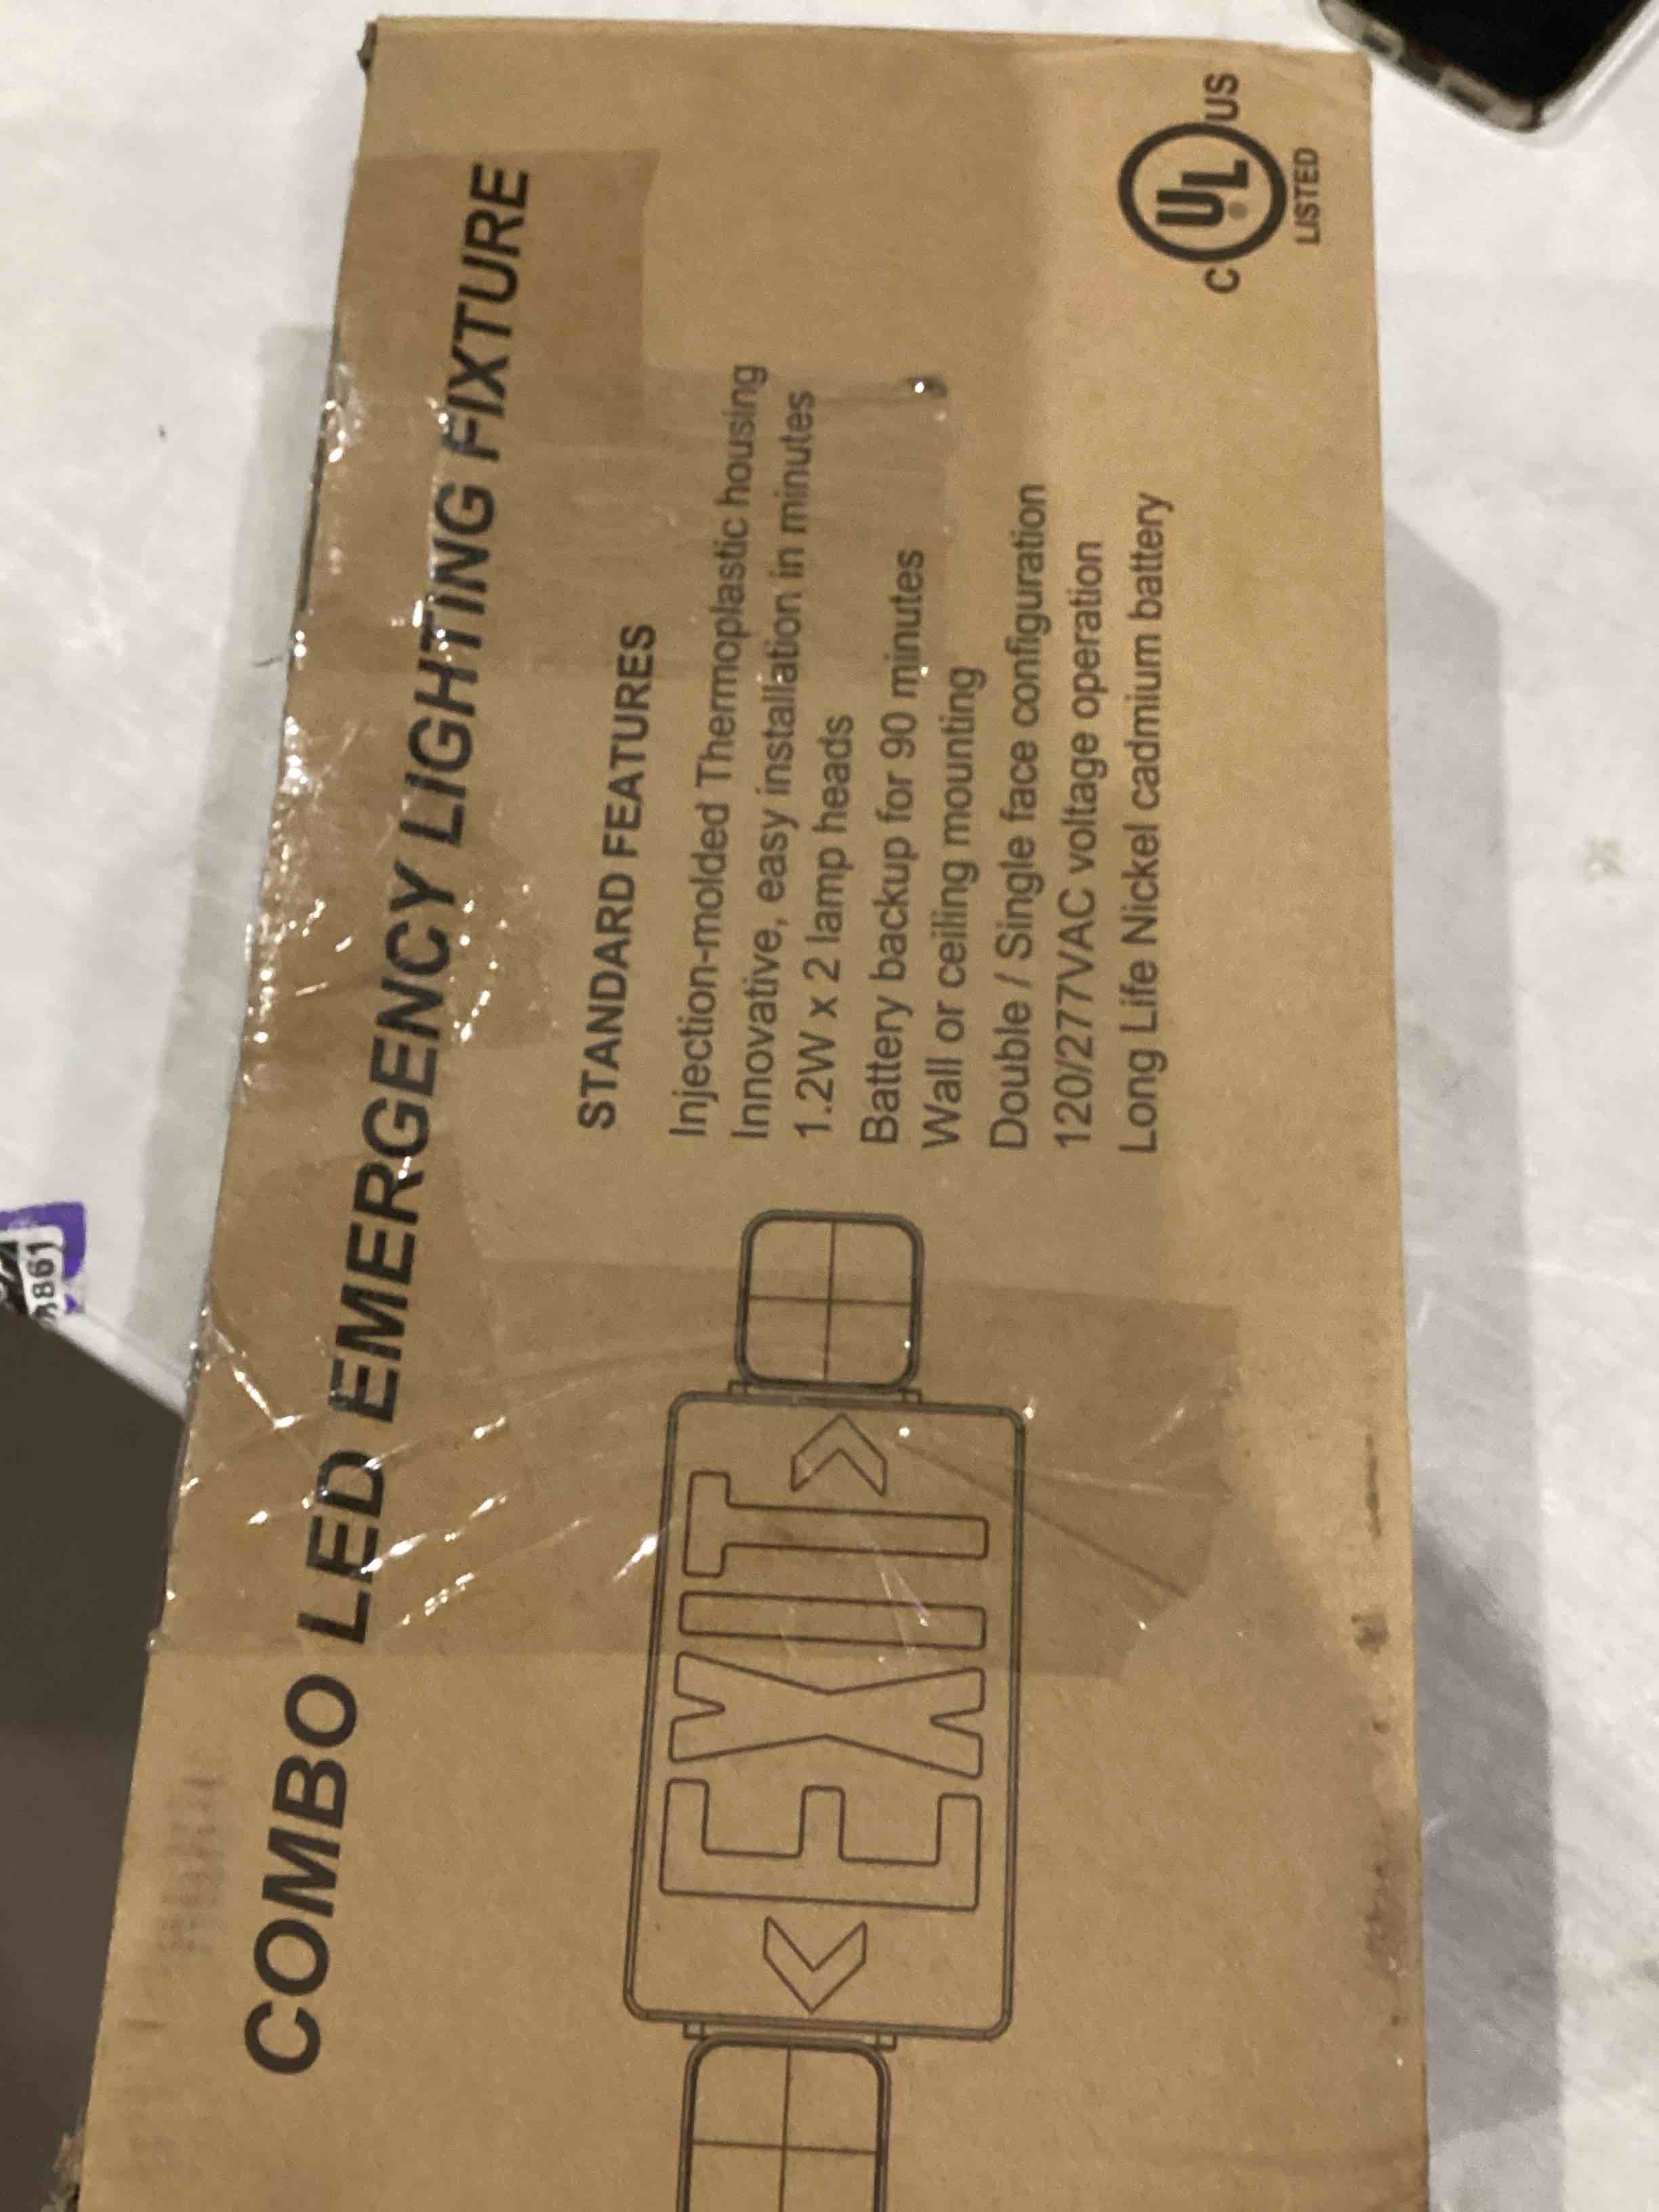 COMBO LED EMERGENCY LIGHTING FIXTURE
STANDARD FEATURES
Injection-molded Thermoplastic housing
Innovative, easy installation in minutes
1.2W x 2 lamp heads
Battery backup for 90 minutes
Wall or ceiling mounting
Double / Single face configuration
120/277VAC voltage operation
Long Life Nickel cadmium battery
EXIT
C UL US
LISTED